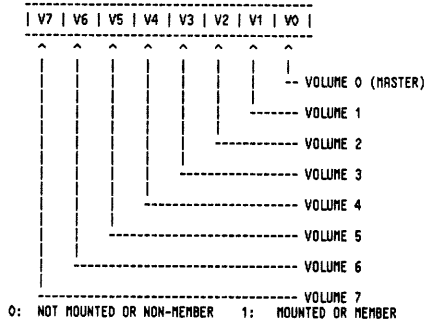 | V7 | V6 | V5 | V4 | V3 | V2 | V1 | V0 |
VOLUME 0 (MASTER)
VOLUME 1
VOLUME 2
VOLUME 3
VOLUME 4
VOLUME 5
VOLUME 6
VOLUME 7
0: NOT MOUNTED OR NON-MEMBER 1: MOUNTED OR MEMBER